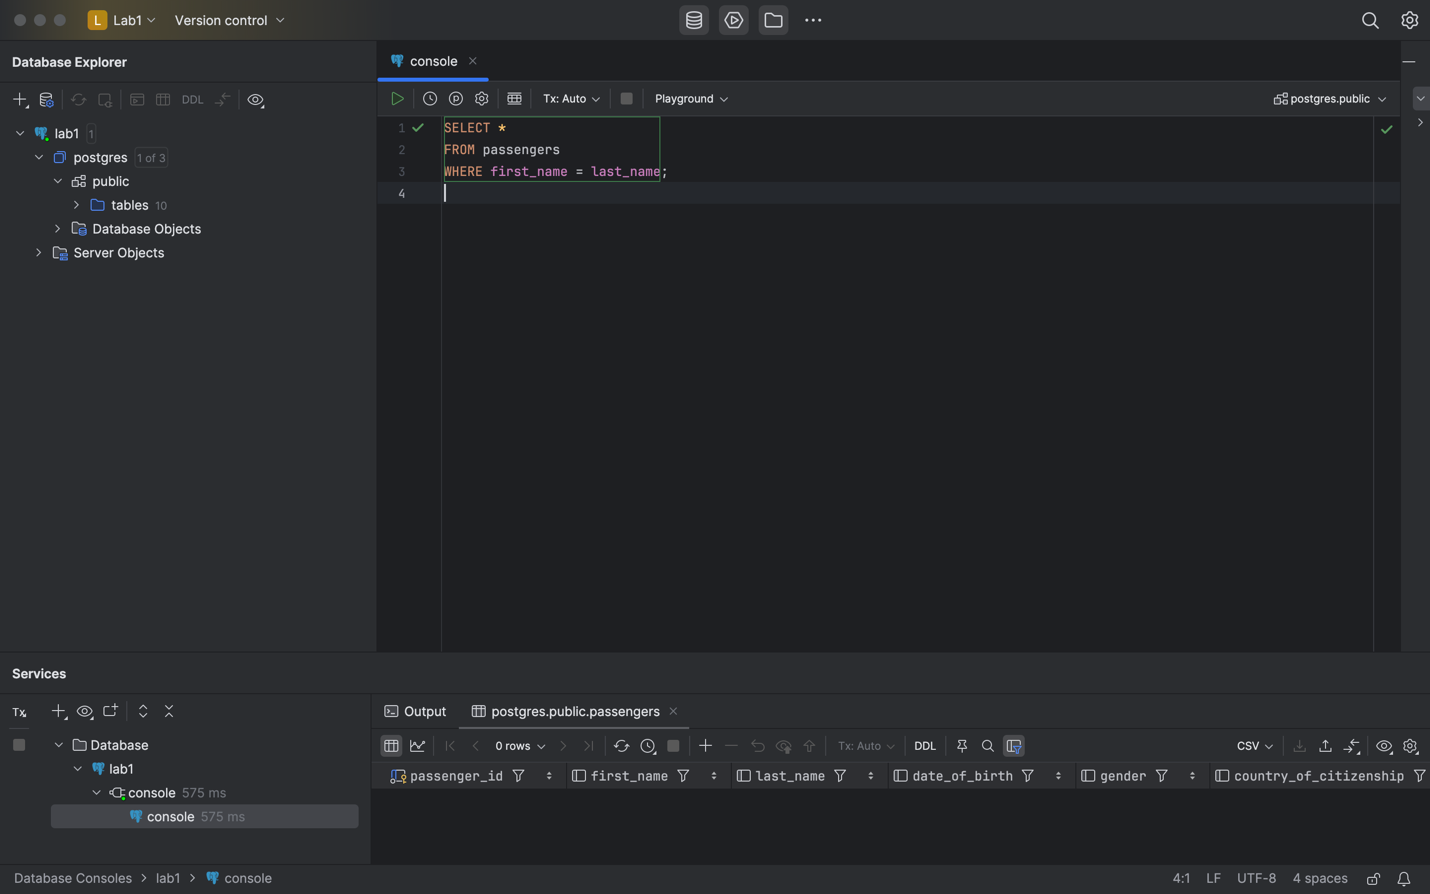 L Lab1 Version control
Database Explorer
console
DDL
Tx: Auto Playground postgres.public
lab1 1
postgres 1 of 3
public
tables 10
Database Objects
Server Objects
1 SELECT *
2 FROM passengers
3 WHERE first_name = last_name;
4
Services
Tx
Output postgres.public.passengers
0 rows Tx: Auto DDL CSV
Database
lab1
console 575 ms
console 575 ms
passenger_id first_name last_name date_of_birth gender country_of_citizenship
Database Consoles lab1 console 4:1 LF UTF-8 4 spaces